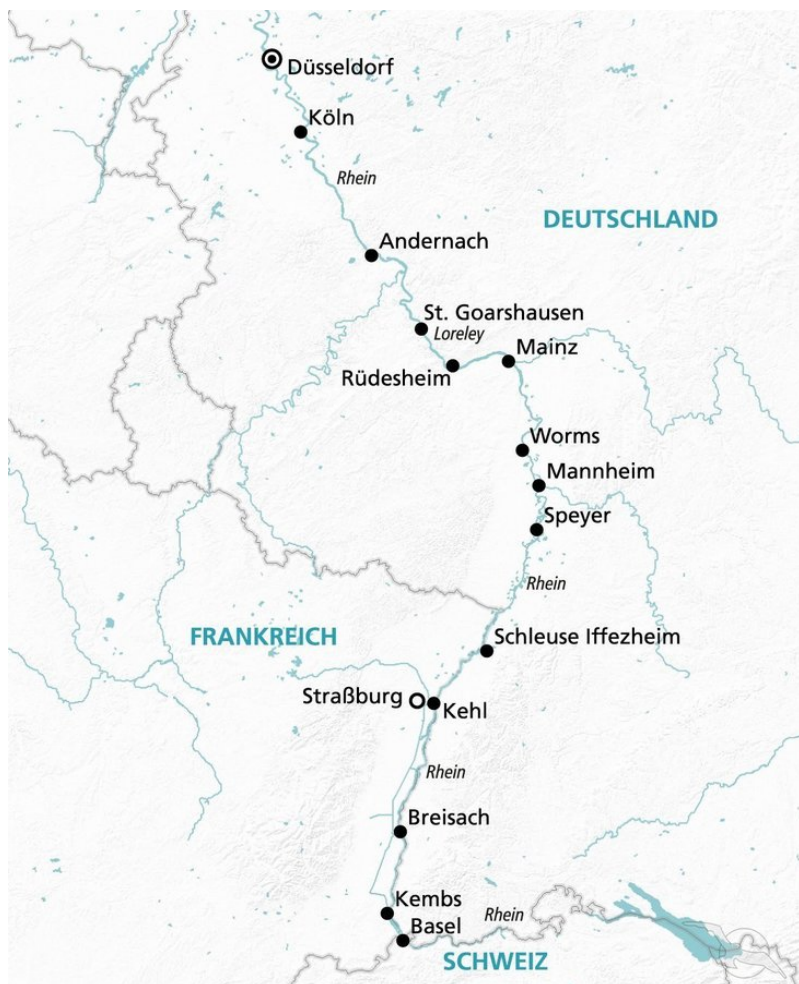 Düsseldorf
Köln
Rhein
DEUTSCHLAND
Andernach
St. Goarshausen
Loreley
Mainz
Rüdesheim
Worms
Mannheim
Speyer
Rhein
FRANKREICH
Schleuse Iffezheim
Straßburg
Kehl
Rhein
Breisach
Kembs
Rhein
Basel
SCHWEIZ